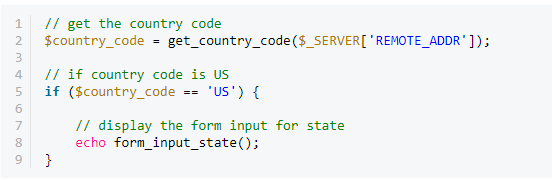 1 // get the country code
2 $country_code = get_country_code($_SERVER['REMOTE_ADDR']);
3
4 // if country code is US
5 if ($country_code == 'US') {
6
7     // display the form input for state
8     echo form_input_state();
9 }